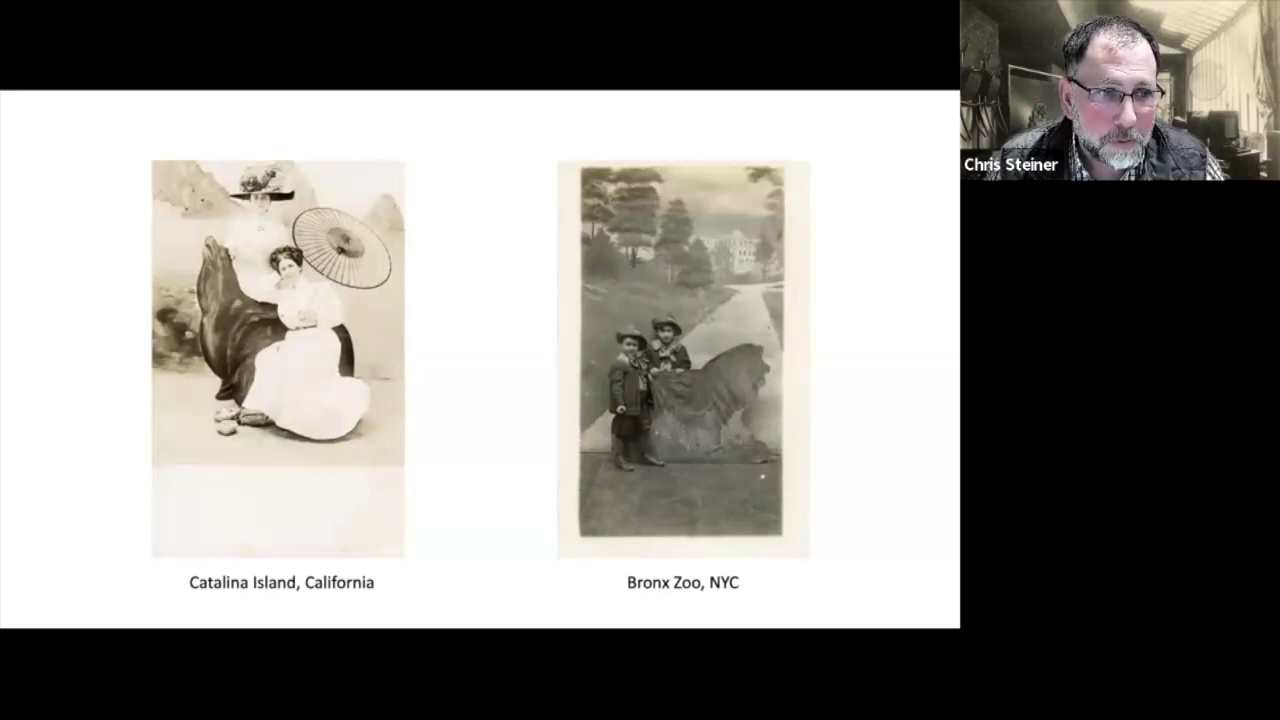 Chris Steiner
Catalina Island, California
Bronx Zoo, NYC